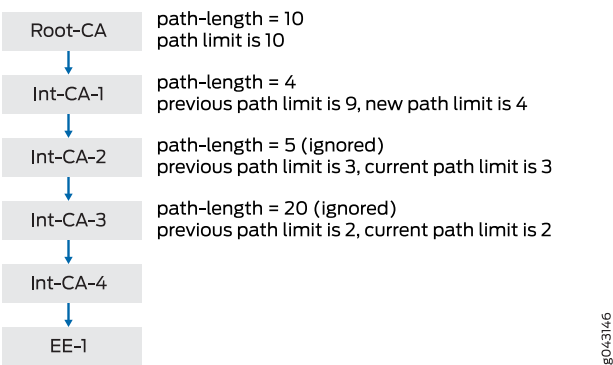 Root-CA
path-length = 10
path limit is 10
Int-CA-1
path-length = 4
previous path limit is 9, new path limit is 4
Int-CA-2
path-length = 5 (ignored)
previous path limit is 3, current path limit is 3
Int-CA-3
path-length = 20 (ignored)
previous path limit is 2, current path limit is 2
Int-CA-4
EE-1
g043146